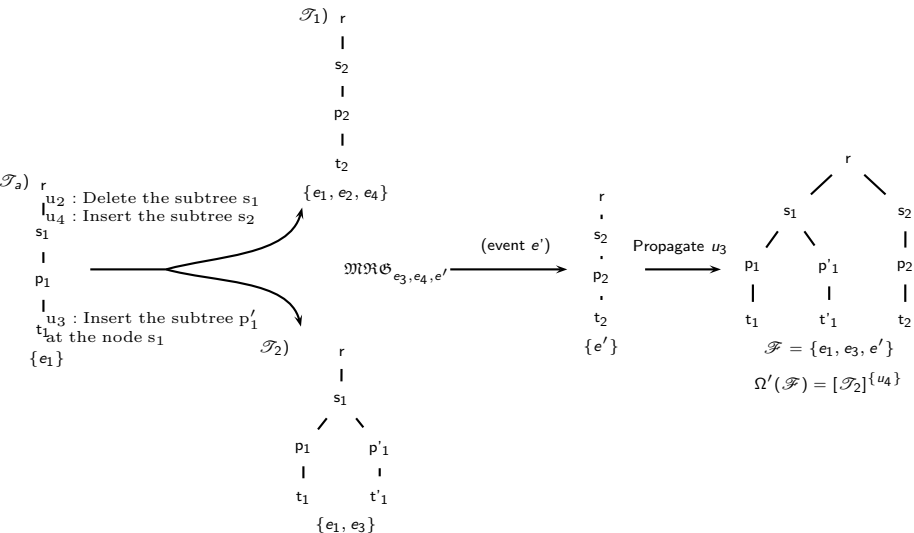 𝒯₁) r
s₂
p₂
t₂
{e₁, e₂, e₄}
𝒯ₐ) r
u₂ : Delete the subtree s₁
u₄ : Insert the subtree s₂
s₁
p₁
u₃ : Insert the subtree p′₁
t₁ at the node s₁
{e₁}
𝔐ℜ𝔊 e₃,e₄,e′
(event e')
r
s₂
p₂
t₂
{e′}
Propagate u₃
r
s₁ s₂
p₁ p'₁ p₂
t₁ t'₁ t₂
ℱ = {e₁, e₃, e′}
Ω′(ℱ) = [𝒯₂]^{u₄}
𝒯₂)
r
s₁
p₁ p'₁
t₁ t'₁
{e₁, e₃}